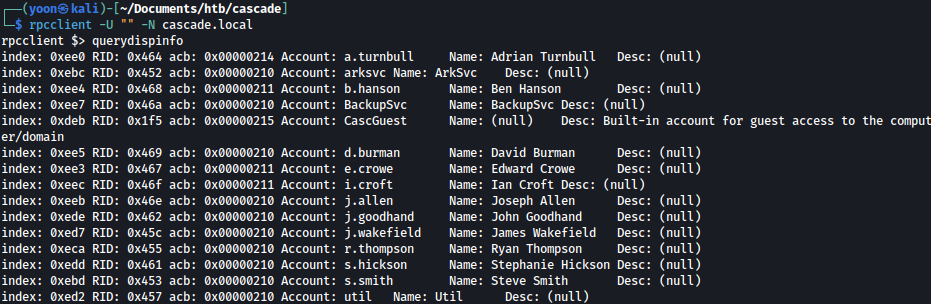 ┌──(yoon㉿kali)-[~/Documents/htb/cascade]
└─$ rpcclient -U "" -N cascade.local
rpcclient $> querydispinfo
index: 0xee0 RID: 0x464 acb: 0x00000214 Account: a.turnbull	Name: Adrian Turnbull	Desc: (null)
index: 0xebc RID: 0x452 acb: 0x00000210 Account: arksvc	Name: ArkSvc	Desc: (null)
index: 0xee4 RID: 0x468 acb: 0x00000211 Account: b.hanson	Name: Ben Hanson	Desc: (null)
index: 0xee7 RID: 0x46a acb: 0x00000210 Account: BackupSvc	Name: BackupSvc	Desc: (null)
index: 0xdeb RID: 0x1f5 acb: 0x00000215 Account: CascGuest	Name: (null)	Desc: Built-in account for guest access to the comput
er/domain
index: 0xee5 RID: 0x469 acb: 0x00000210 Account: d.burman	Name: David Burman	Desc: (null)
index: 0xee3 RID: 0x467 acb: 0x00000211 Account: e.crowe	Name: Edward Crowe	Desc: (null)
index: 0xeec RID: 0x46f acb: 0x00000211 Account: i.croft	Name: Ian Croft	Desc: (null)
index: 0xeeb RID: 0x46e acb: 0x00000210 Account: j.allen	Name: Joseph Allen	Desc: (null)
index: 0xede RID: 0x462 acb: 0x00000210 Account: j.goodhand	Name: John Goodhand	Desc: (null)
index: 0xed7 RID: 0x45c acb: 0x00000210 Account: j.wakefield	Name: James Wakefield	Desc: (null)
index: 0xeca RID: 0x455 acb: 0x00000210 Account: r.thompson	Name: Ryan Thompson	Desc: (null)
index: 0xedd RID: 0x461 acb: 0x00000210 Account: s.hickson	Name: Stephanie Hickson	Desc: (null)
index: 0xebd RID: 0x453 acb: 0x00000210 Account: s.smith	Name: Steve Smith	Desc: (null)
index: 0xed2 RID: 0x457 acb: 0x00000210 Account: util	Name: Util	Desc: (null)